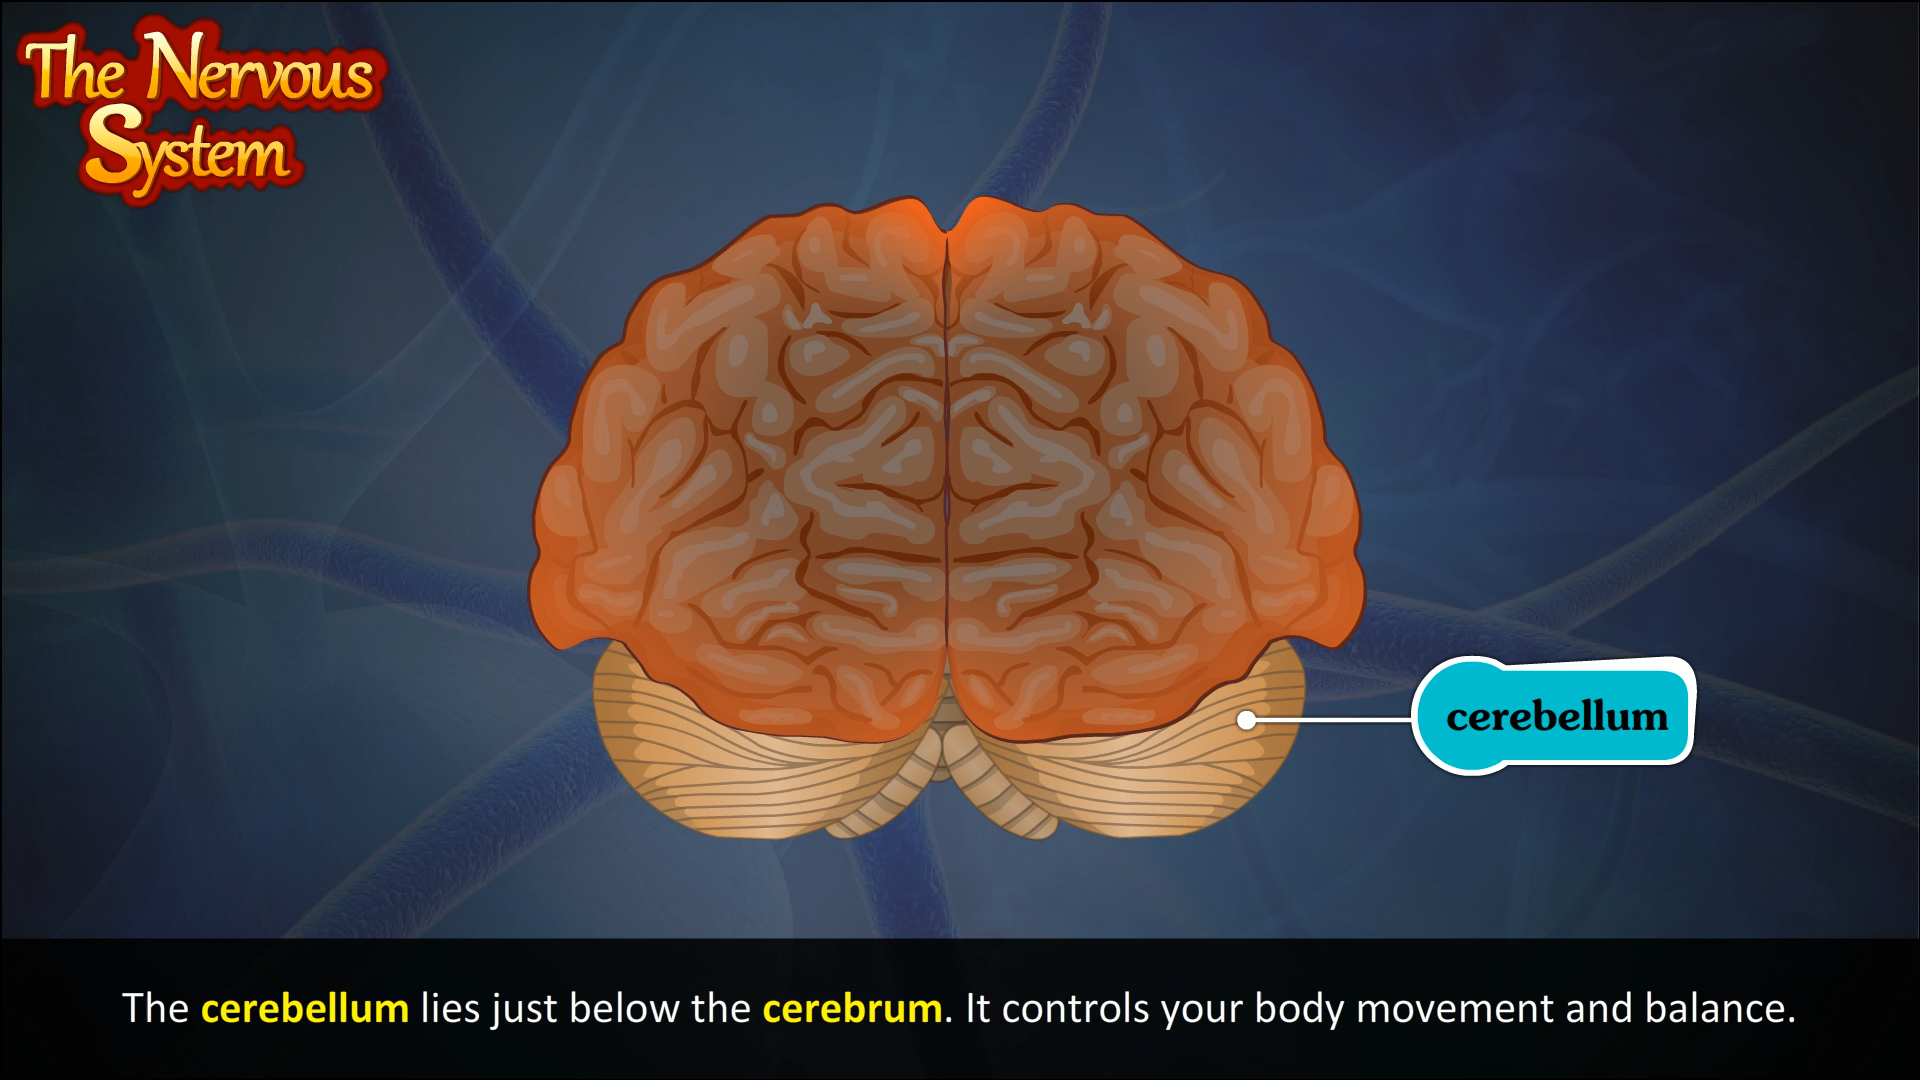 The Nervous
System
cerebellum
The cerebellum lies just below the cerebrum. It controls your body movement and balance.